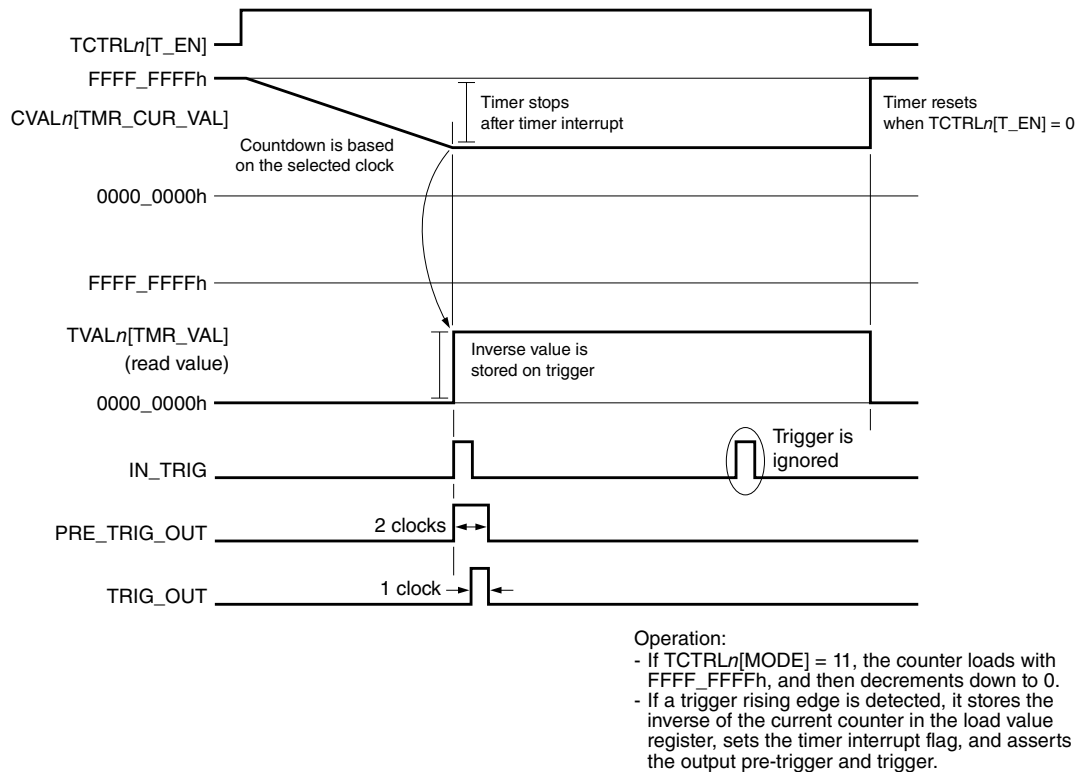 TCTRLn[T_EN]
FFFF_FFFFh
CVALn[TMR_CUR_VAL]
Timer stops
after timer interrupt
Timer resets
when TCTRLn[T_EN] = 0
Countdown is based
on the selected clock
0000_0000h
FFFF_FFFFh
TVALn[TMR_VAL]
(read value)
Inverse value is
stored on trigger
0000_0000h
Trigger is
ignored
IN_TRIG
2 clocks
PRE_TRIG_OUT
1 clock
TRIG_OUT
Operation:
- If TCTRLn[MODE] = 11, the counter loads with
FFFF_FFFFh, and then decrements down to 0.
- If a trigger rising edge is detected, it stores the
inverse of the current counter in the load value
register, sets the timer interrupt flag, and asserts
the output pre-trigger and trigger.